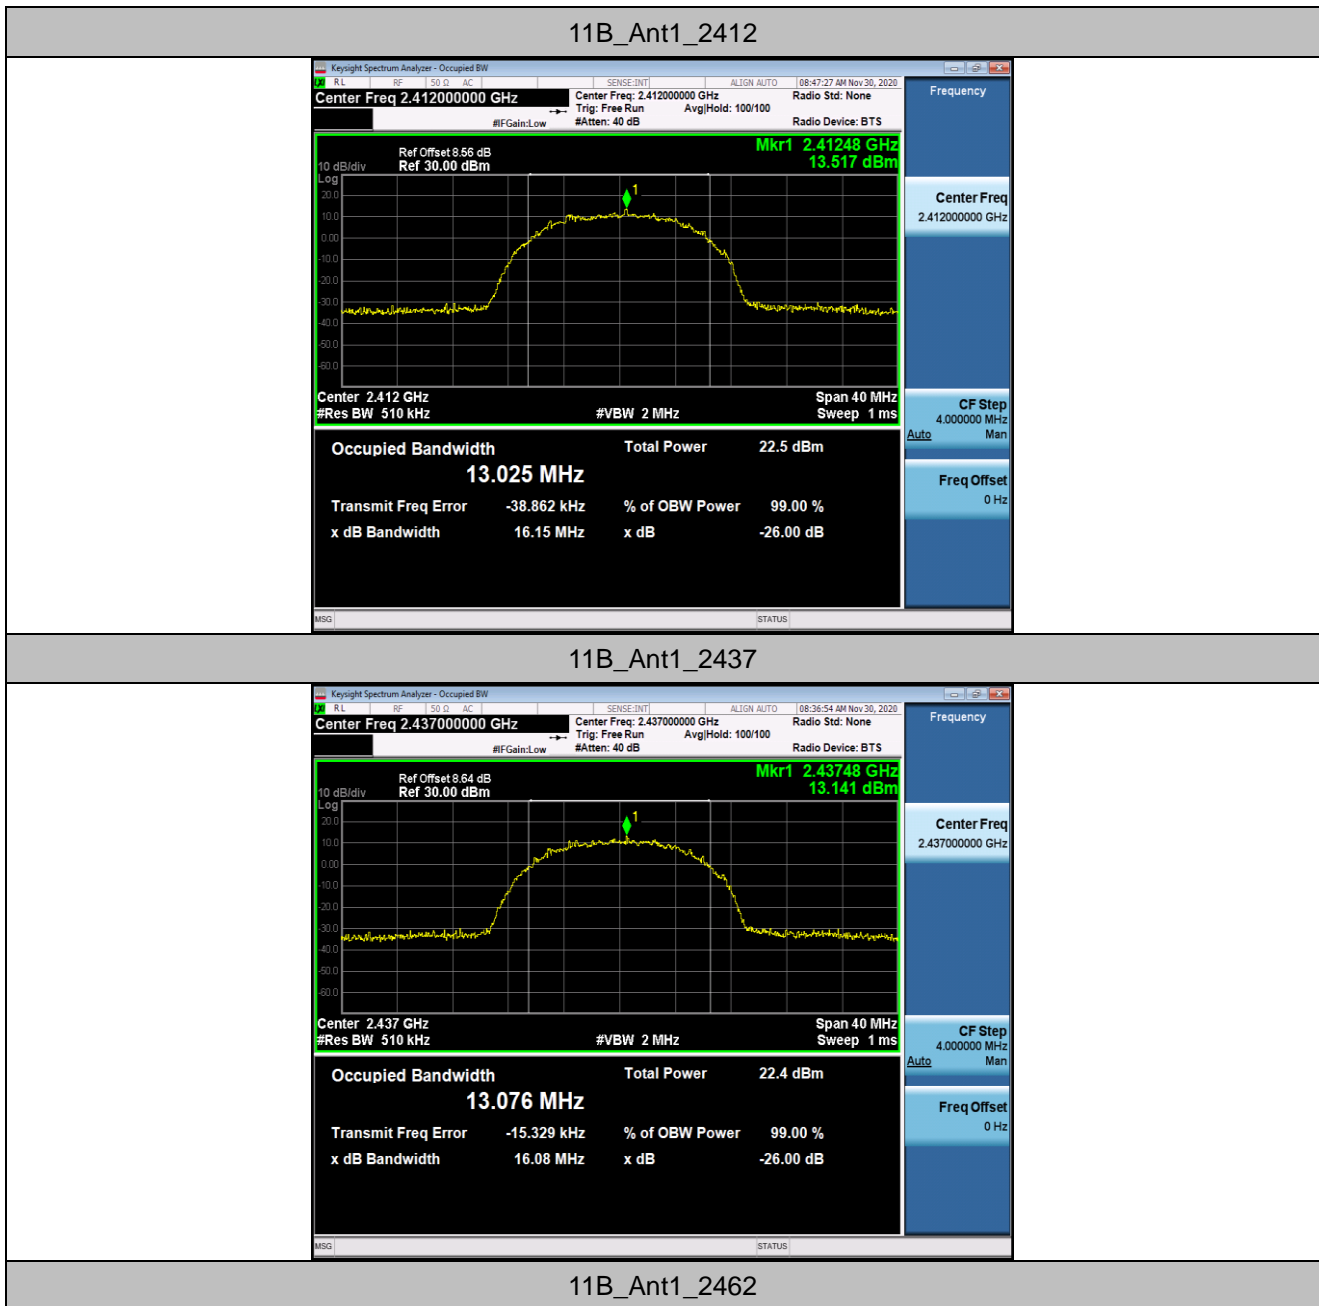 11B_Ant1_2412
Keysight Spectrum Analyzer - Occupied BW
RL RF 50 Ω AC SENSE:INT ALIGN AUTO 08:47:27 AM Nov 30, 2020
Center Freq 2.412000000 GHz Center Freq: 2.412000000 GHz Radio Std: None Frequency
Trig: Free Run Avg|Hold: 100/100
#IFGain:Low #Atten: 40 dB Radio Device: BTS
Mkr1 2.41248 GHz
13.517 dBm
Ref Offset 8.56 dB
10 dB/div Ref 30.00 dBm
Log
20.0
10.0
0.00
-10.0
-20.0
-30.0
-40.0
-50.0
-60.0
1
Center Freq
2.412000000 GHz
Center 2.412 GHz Span 40 MHz
#Res BW 510 kHz #VBW 2 MHz Sweep 1 ms
CF Step
4.000000 MHz
Auto Man
Occupied Bandwidth Total Power 22.5 dBm
13.025 MHz
Freq Offset
0 Hz
Transmit Freq Error -38.862 kHz % of OBW Power 99.00 %
x dB Bandwidth 16.15 MHz x dB -26.00 dB
MSG STATUS
11B_Ant1_2437
Keysight Spectrum Analyzer - Occupied BW
RL RF 50 Ω AC SENSE:INT ALIGN AUTO 08:36:54 AM Nov 30, 2020
Center Freq 2.437000000 GHz Center Freq: 2.437000000 GHz Radio Std: None Frequency
Trig: Free Run Avg|Hold: 100/100
#IFGain:Low #Atten: 40 dB Radio Device: BTS
Mkr1 2.43748 GHz
13.141 dBm
Ref Offset 8.64 dB
10 dB/div Ref 30.00 dBm
Log
20.0
10.0
0.00
-10.0
-20.0
-30.0
-40.0
-50.0
-60.0
1
Center Freq
2.437000000 GHz
Center 2.437 GHz Span 40 MHz
#Res BW 510 kHz #VBW 2 MHz Sweep 1 ms
CF Step
4.000000 MHz
Auto Man
Occupied Bandwidth Total Power 22.4 dBm
13.076 MHz
Freq Offset
0 Hz
Transmit Freq Error -15.329 kHz % of OBW Power 99.00 %
x dB Bandwidth 16.08 MHz x dB -26.00 dB
MSG STATUS
11B_Ant1_2462